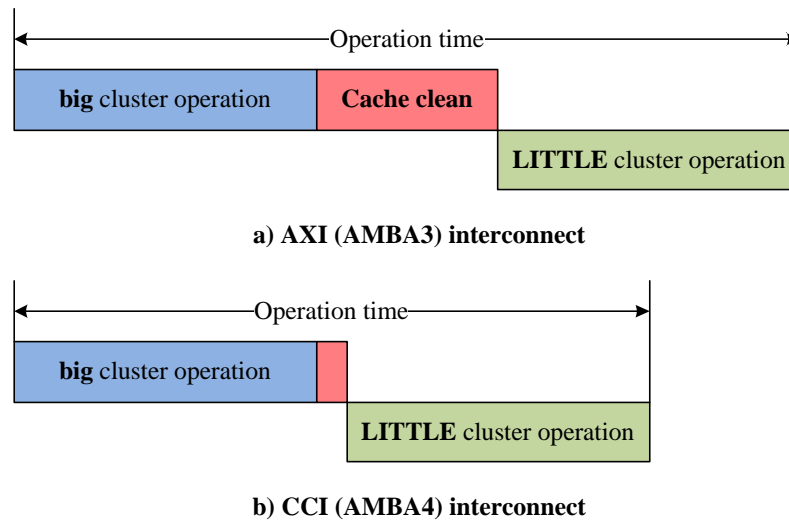 Operation time
big cluster operation
Cache clean
LITTLE cluster operation
a) AXI (AMBA3) interconnect
Operation time
big cluster operation
LITTLE cluster operation
b) CCI (AMBA4) interconnect